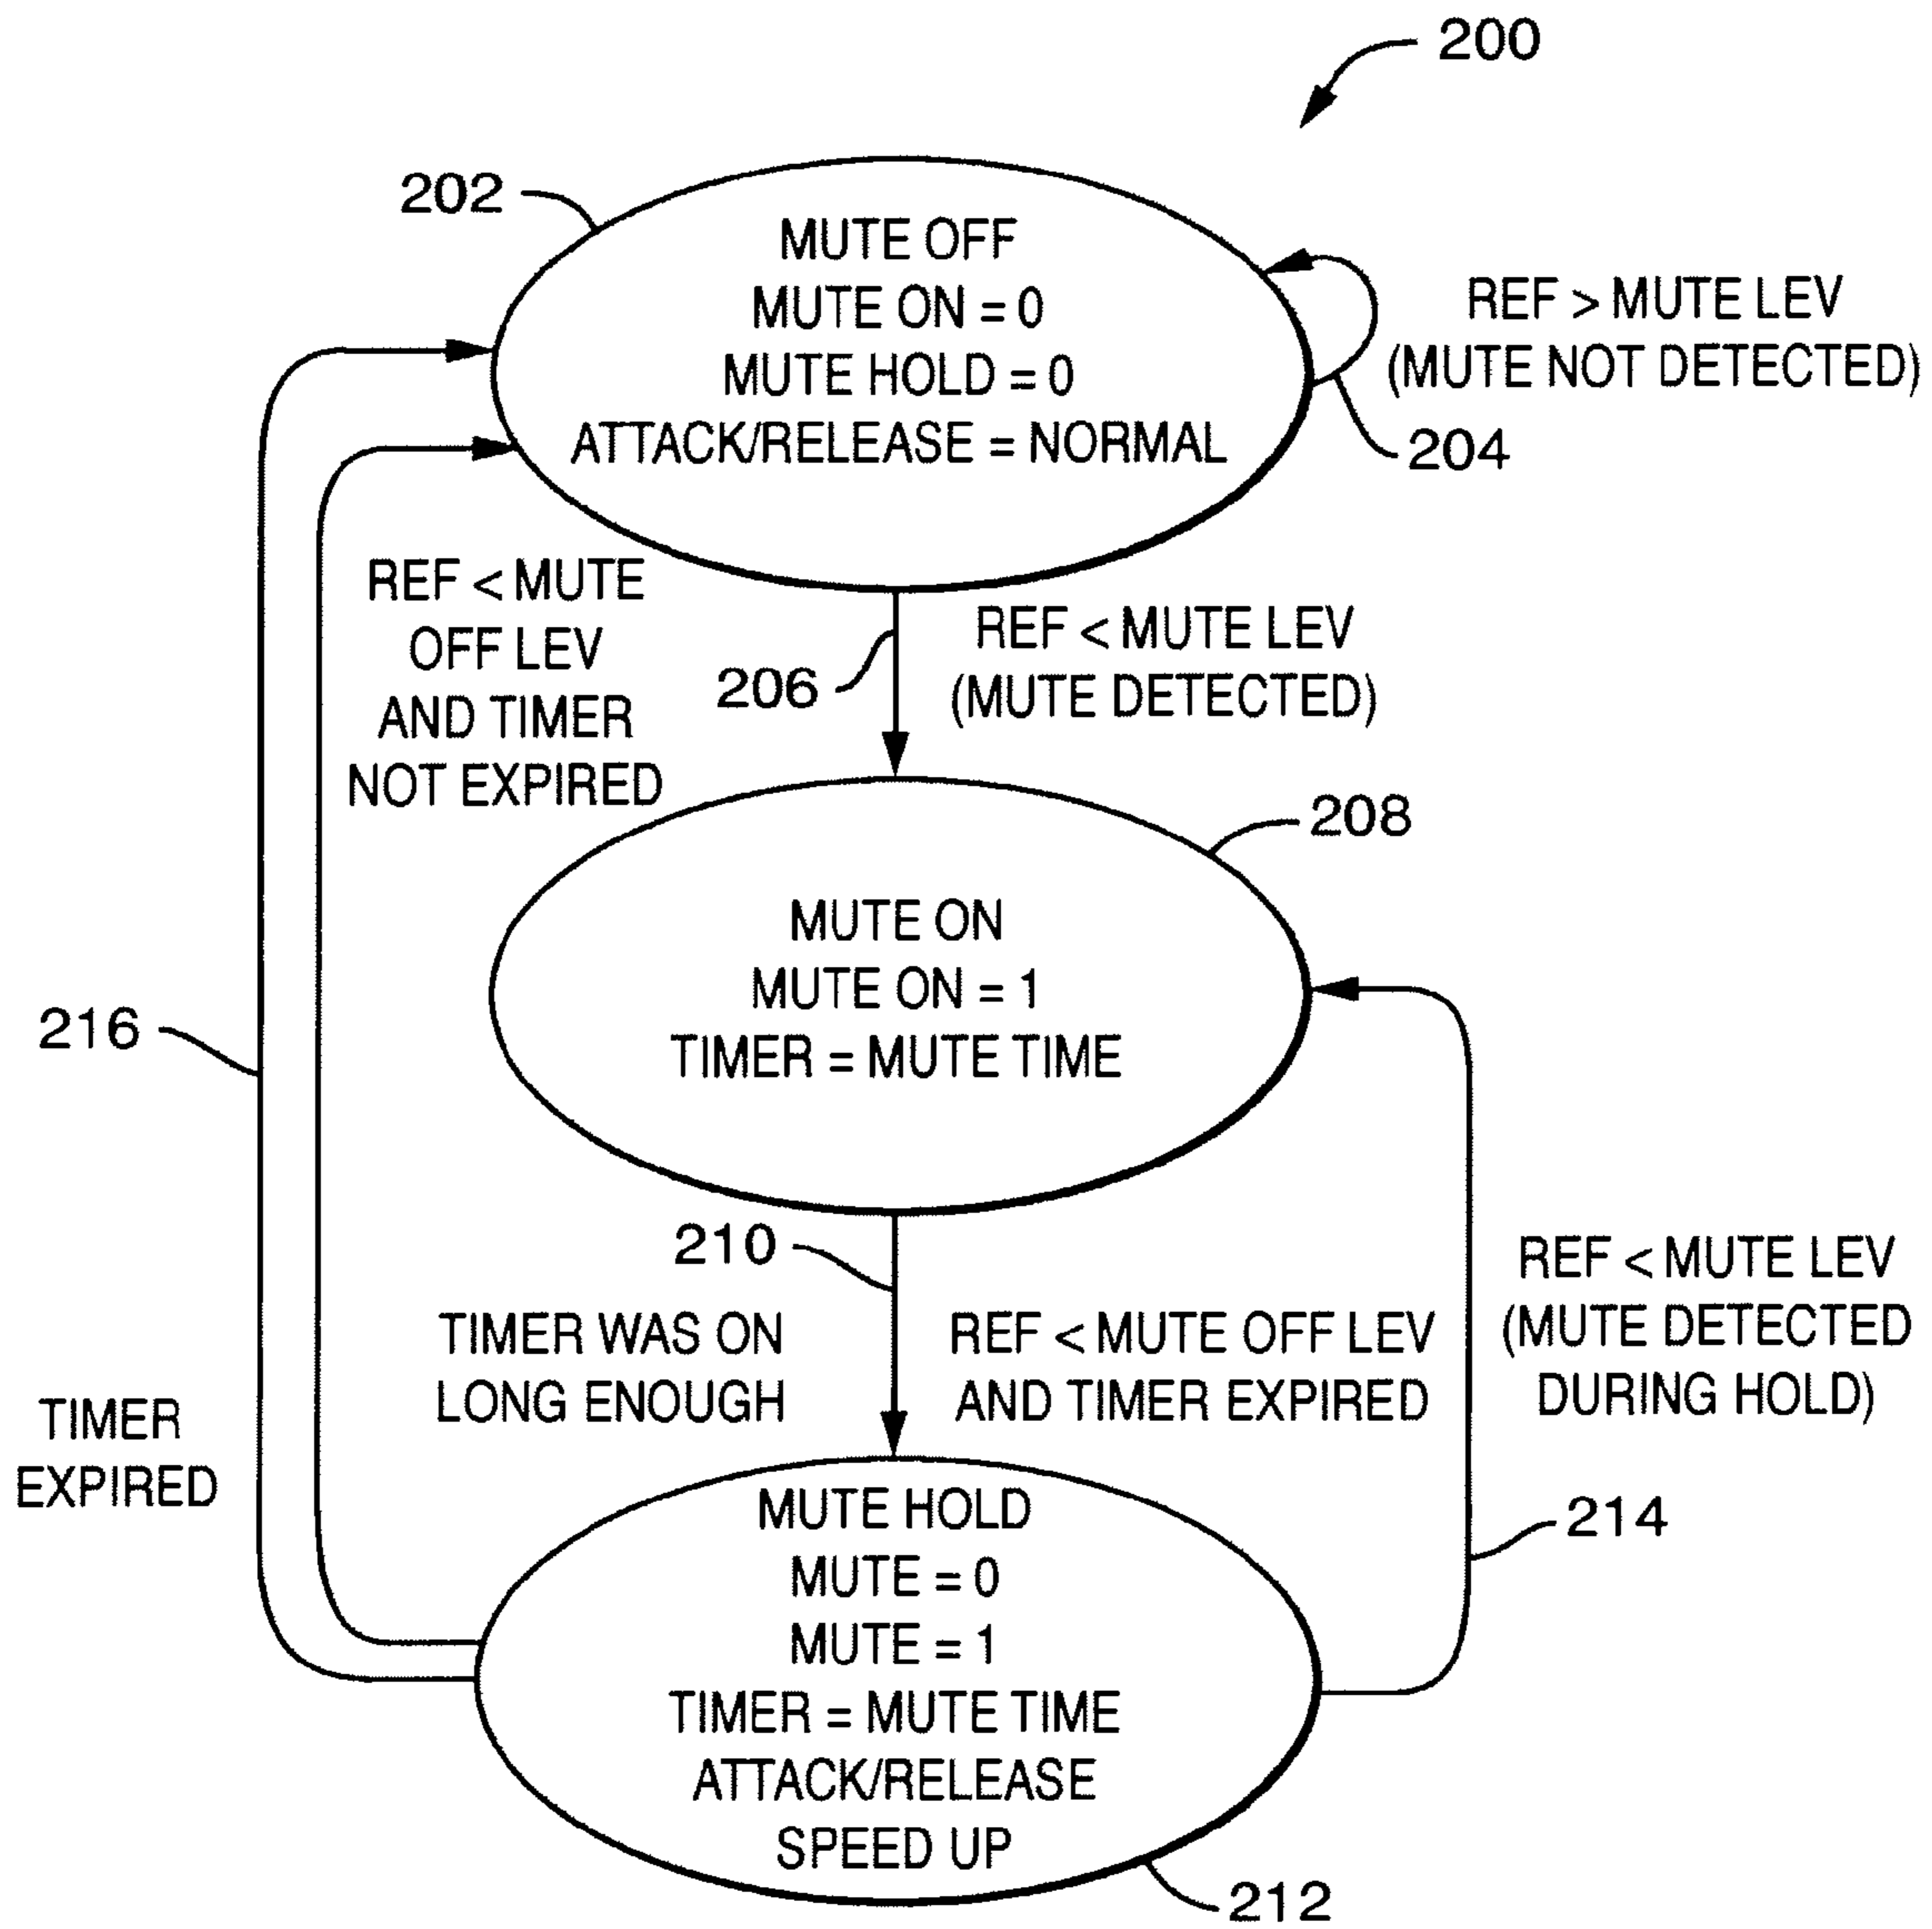 200
202
MUTE OFF
MUTE ON = 0
MUTE HOLD = 0
ATTACK/RELEASE = NORMAL
REF > MUTE LEV
(MUTE NOT DETECTED)
204
REF < MUTE
OFF LEV
AND TIMER
NOT EXPIRED
206
REF < MUTE LEV
(MUTE DETECTED)
208
MUTE ON
MUTE ON = 1
TIMER = MUTE TIME
216
210
TIMER WAS ON
LONG ENOUGH
REF < MUTE OFF LEV
AND TIMER EXPIRED
REF < MUTE LEV
(MUTE DETECTED
DURING HOLD)
TIMER
EXPIRED
214
MUTE HOLD
MUTE = 0
MUTE = 1
TIMER = MUTE TIME
ATTACK/RELEASE
SPEED UP
212